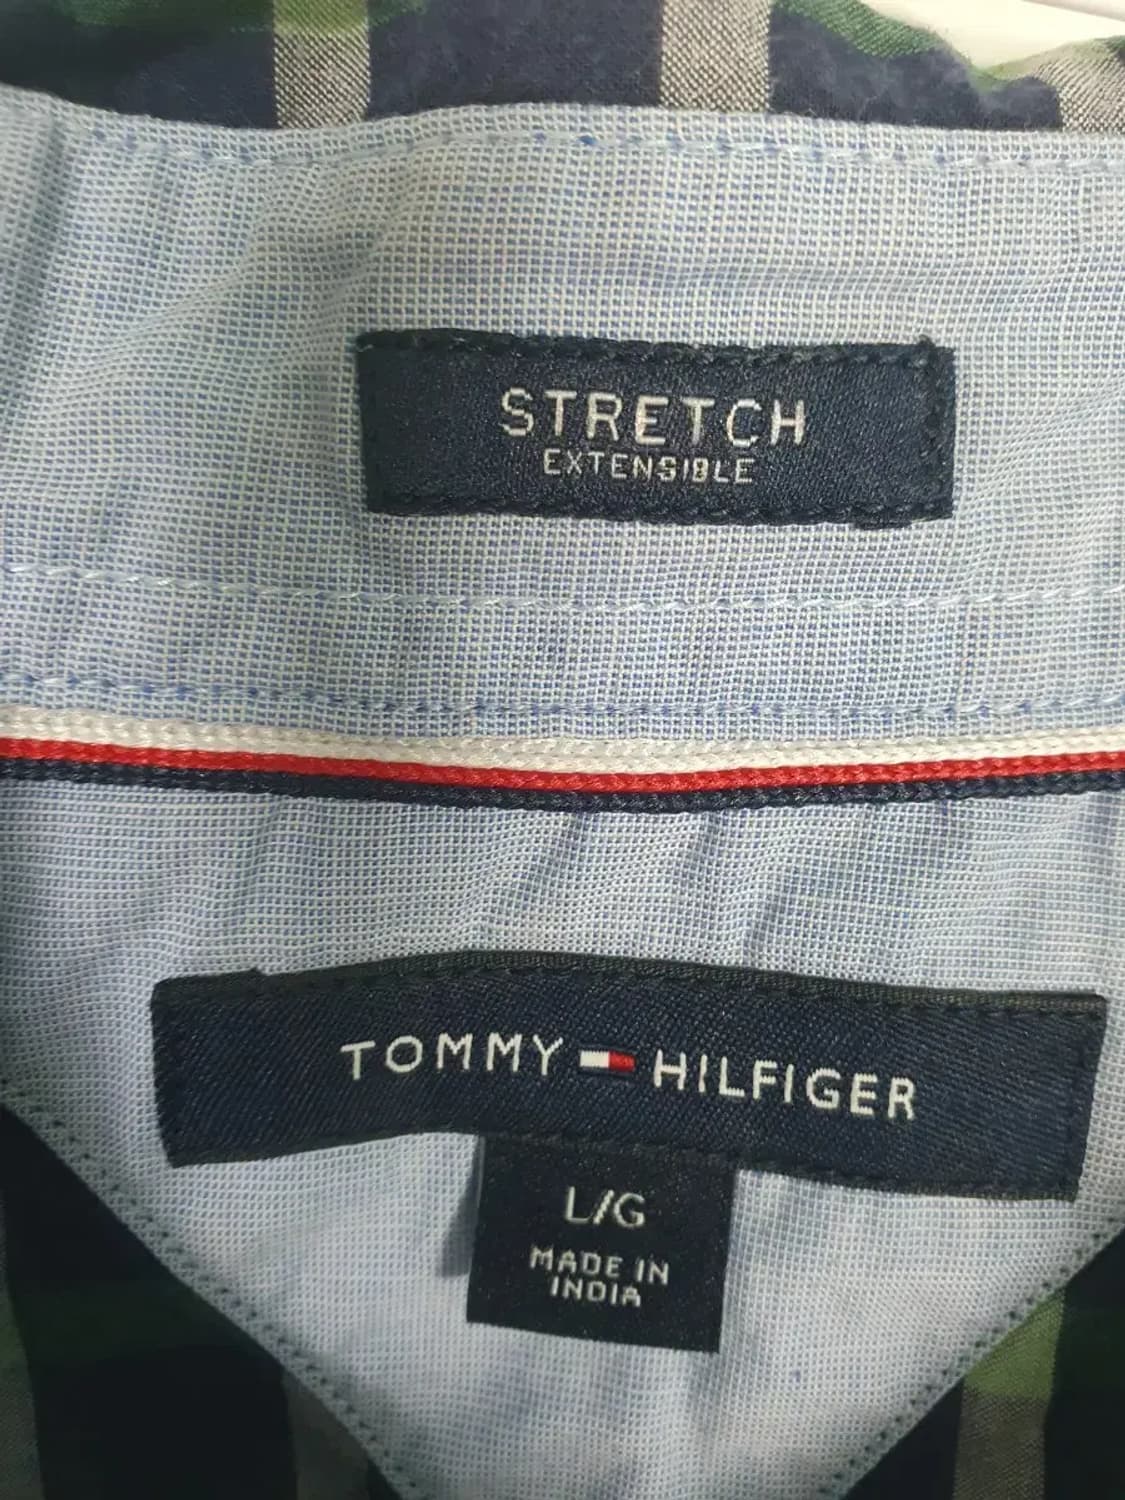 STRETCH
EXTENSIBLE
TOMMY HILFIGER
L/G
MADE IN
INDIA